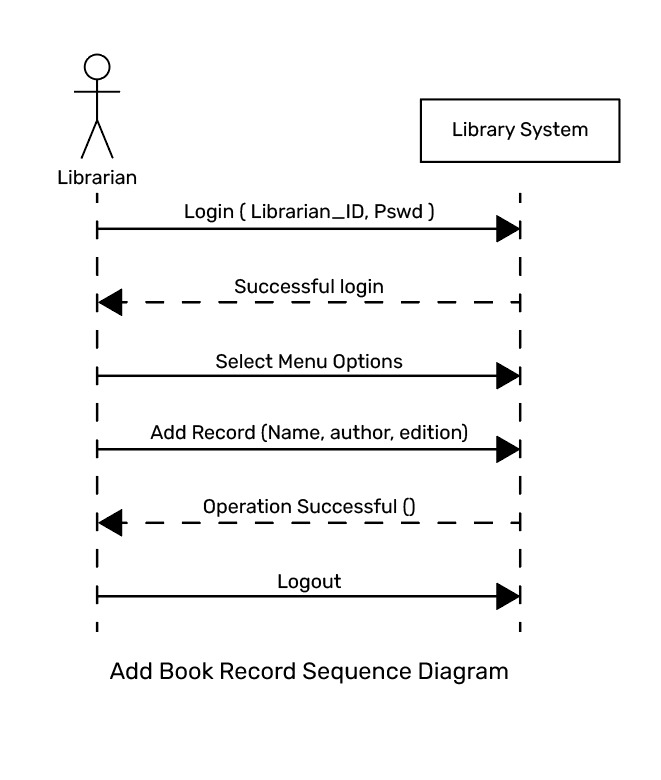 Library System
Librarian
Login ( Librarian_ID, Pswd )
Successful login
Select Menu Options
Add Record (Name, author, edition)
Operation Successful ()
Logout
Add Book Record Sequence Diagram